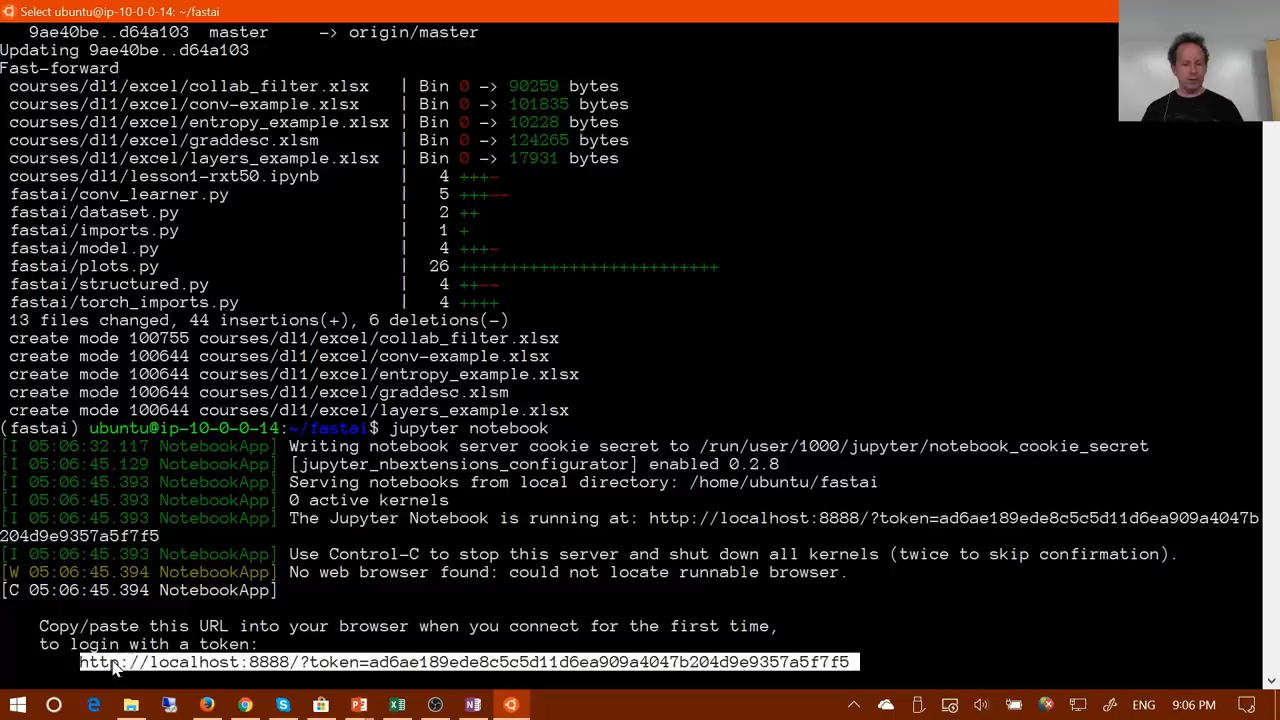 Select ubuntu@ip-10-0-0-14: ~/fastai
9ae40be..d64a103  master     -> origin/master
Updating 9ae40be..d64a103
Fast-forward
courses/dl1/excel/collab_filter.xlsx   | Bin 0 -> 90259 bytes
courses/dl1/excel/conv-example.xlsx    | Bin 0 -> 101835 bytes
courses/dl1/excel/entropy_example.xlsx | Bin 0 -> 10228 bytes
courses/dl1/excel/graddesc.xlsm        | Bin 0 -> 124265 bytes
courses/dl1/excel/layers_example.xlsx  | Bin 0 -> 17931 bytes
courses/dl1/lesson1-rxt50.ipynb        |   4 +++-
fastai/conv_learner.py                 |   5 +++--
fastai/dataset.py                      |   2 ++
fastai/imports.py                      |   1 +
fastai/model.py                        |   4 +++-
fastai/plots.py                        |  26 ++++++++++++++++++++++++++
fastai/structured.py                   |   4 ++--
fastai/torch_imports.py                |   4 ++++
13 files changed, 44 insertions(+), 6 deletions(-)
create mode 100755 courses/dl1/excel/collab_filter.xlsx
create mode 100644 courses/dl1/excel/conv-example.xlsx
create mode 100644 courses/dl1/excel/entropy_example.xlsx
create mode 100644 courses/dl1/excel/graddesc.xlsm
create mode 100644 courses/dl1/excel/layers_example.xlsx
(fastai) ubuntu@ip-10-0-0-14:~/fastai$ jupyter notebook
[I 05:06:32.117 NotebookApp] Writing notebook server cookie secret to /run/user/1000/jupyter/notebook_cookie_secret
[I 05:06:45.129 NotebookApp] [jupyter_nbextensions_configurator] enabled 0.2.8
[I 05:06:45.393 NotebookApp] Serving notebooks from local directory: /home/ubuntu/fastai
[I 05:06:45.393 NotebookApp] 0 active kernels
[I 05:06:45.393 NotebookApp] The Jupyter Notebook is running at: http://localhost:8888/?token=ad6ae189ede8c5c5d11d6ea909a4047b
204d9e9357a5f7f5
[I 05:06:45.393 NotebookApp] Use Control-C to stop this server and shut down all kernels (twice to skip confirmation).
[W 05:06:45.394 NotebookApp] No web browser found: could not locate runnable browser.
[C 05:06:45.394 NotebookApp]
Copy/paste this URL into your browser when you connect for the first time,
to login with a token:
http://localhost:8888/?token=ad6ae189ede8c5c5d11d6ea909a4047b204d9e9357a5f7f5
ENG 9:06 PM